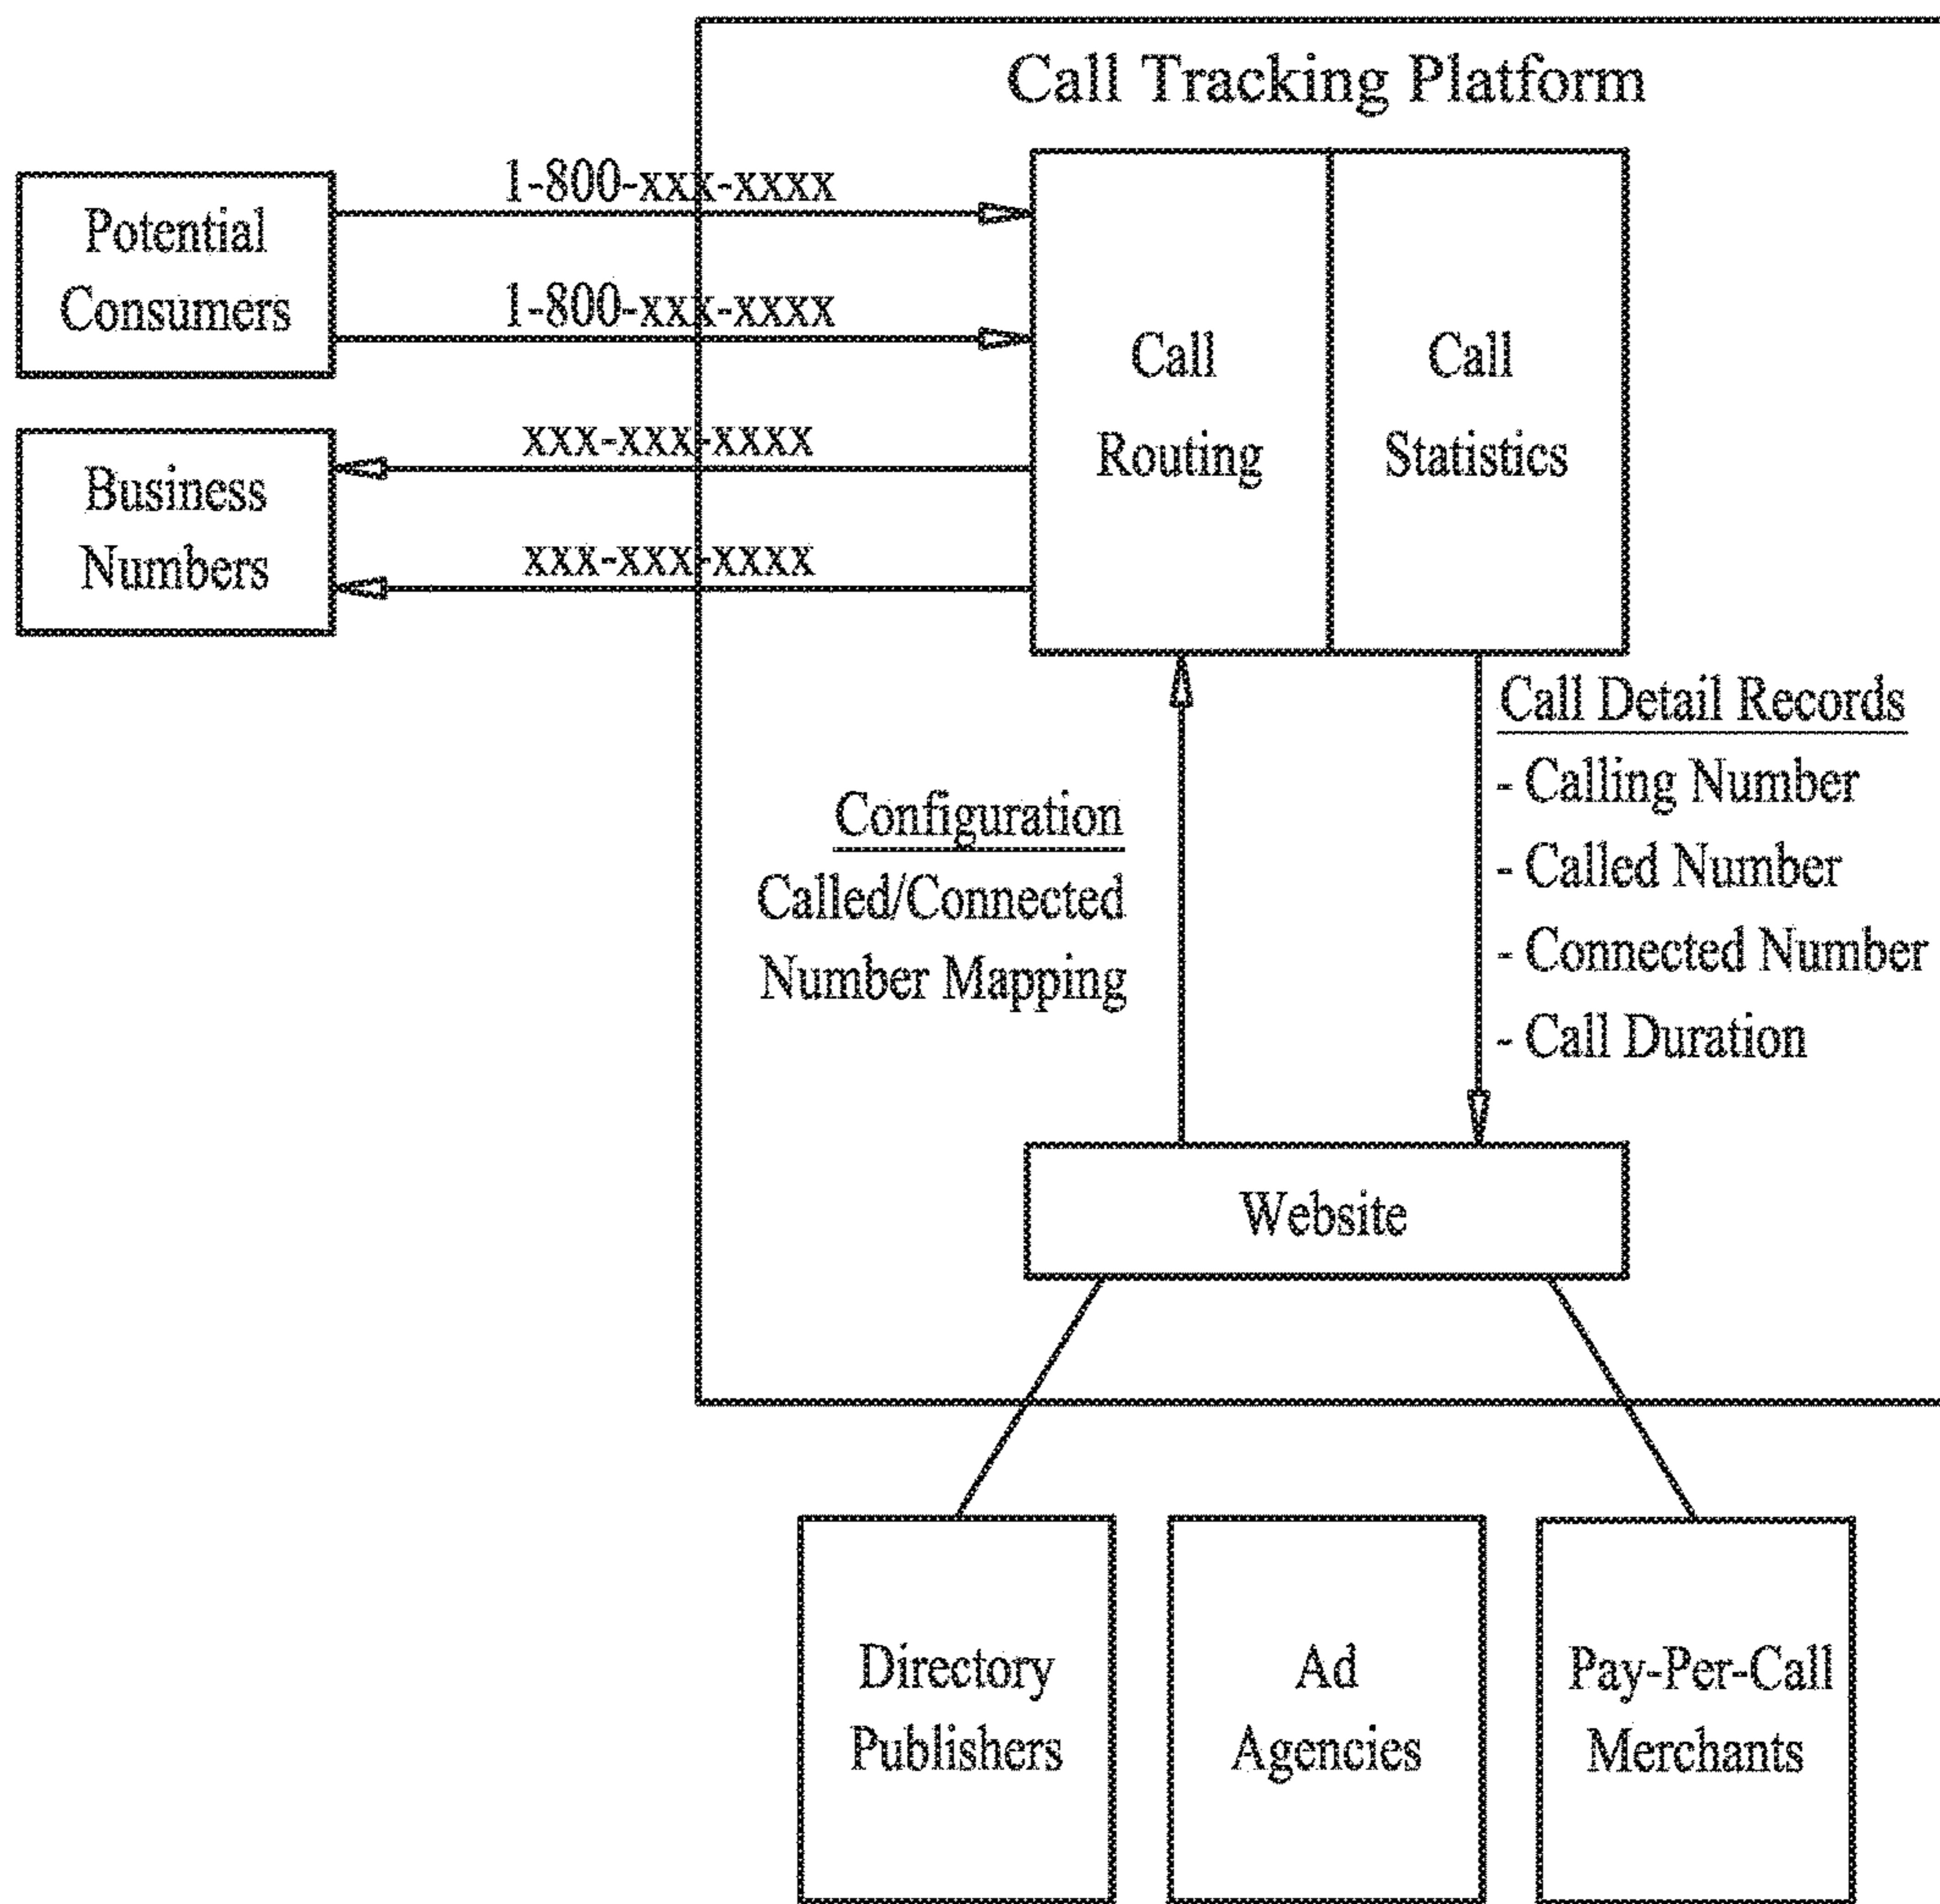 Call Tracking Platform
1-800-xxx-xxxx
Potential
Consumers
1-800-xxx-xxxx
Call
Routing
Call
Statistics
xxx-xxx-xxxx
Business
Numbers
xxx-xxx-xxxx
Call Detail Records
- Calling Number
- Called Number
- Connected Number
- Call Duration
Configuration
Called/Connected
Number Mapping
Website
Directory
Publishers
Ad
Agencies
Pay-Per-Call
Merchants